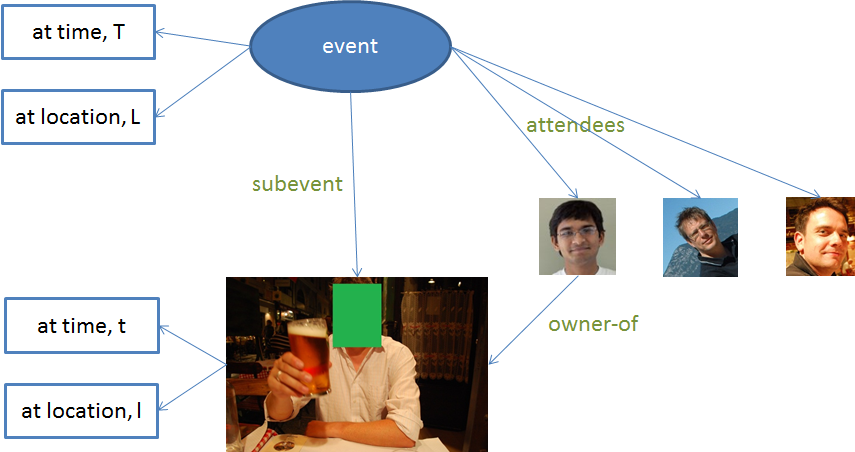 at time, T
event
at location, L
attendees
subevent
at time, t
owner-of
at location, l